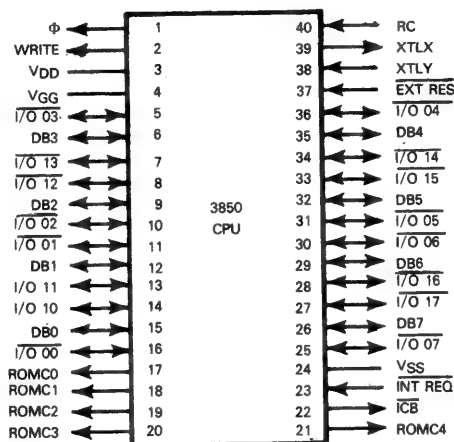 Φ 1 40 RC
WRITE 2 39 XTLX
VDD 3 38 XTLY
VGG 4 37 EXT RES
I/O 03 5 36 I/O 04
DB3 6 35 DB4
I/O 13 7 34 I/O 14
I/O 12 8 33 I/O 15
DB2 9 32 DB5
I/O 02 10 31 I/O 05
I/O 01 11 30 I/O 06
DB1 12 29 DB6
I/O 11 13 28 I/O 16
I/O 10 14 27 I/O 17
DB0 15 26 DB7
I/O 00 16 25 I/O 07
ROMC0 17 24 VSS
ROMC1 18 23 INT REQ
ROMC2 19 22 ICB
ROMC3 20 21 ROMC4
3850
CPU